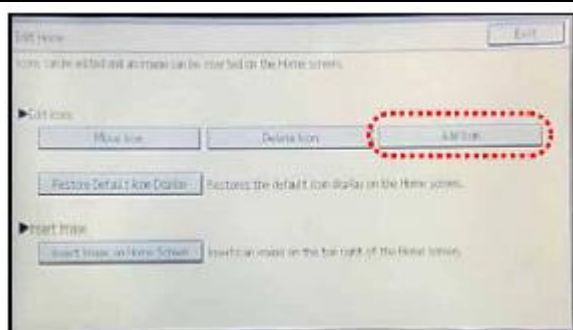 Edit Home
Exit
Icons can be edited and an image can be inserted on the Home screen.
▶Edit Icons
Move Icon
Delete Icon
Add Icon
Restore Default Icon Display
Restores the default icon display on the Home screen.
▶Insert Image
Insert Image on Home Screen
Inserts an image on the top right of the Home screen.